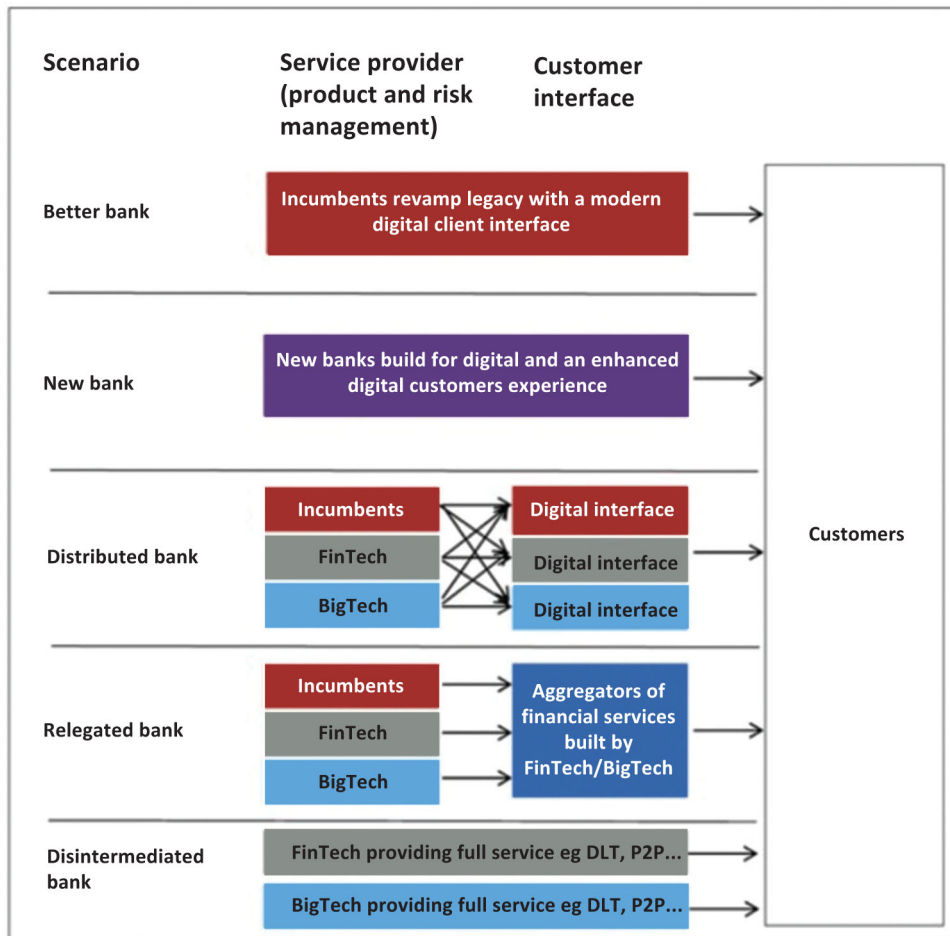 Scenario
Service provider
(product and risk
management)
Customer
interface
Better bank
Incumbents revamp legacy with a modern
digital client interface
New bank
New banks build for digital and an enhanced
digital customers experience
Distributed bank
Incumbents
FinTech
BigTech
Digital interface
Digital interface
Digital interface
Customers
Relegated bank
Incumbents
FinTech
BigTech
Aggregators of
financial services
built by
FinTech/BigTech
Disintermediated
bank
FinTech providing full service eg DLT, P2P...
BigTech providing full service eg DLT, P2P...